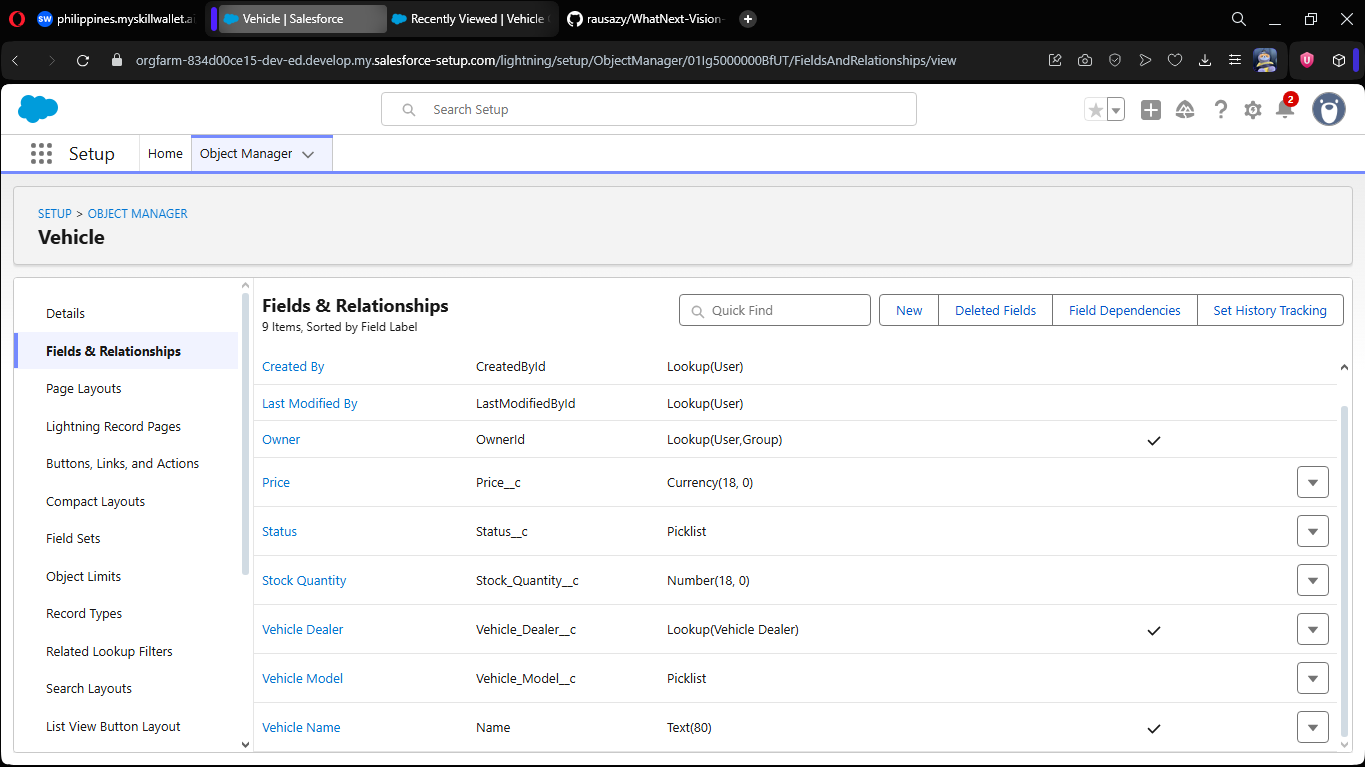 philippines.myskillwallet.a
Vehicle | Salesforce
Recently Viewed | Vehicle
rausazy/WhatNext-Vision-
orgfarm-834d00ce15-dev-ed.develop.my.salesforce-setup.com/lightning/setup/ObjectManager/01Ig5000000BfUT/FieldsAndRelationships/view
Search Setup
2
Setup
Home
Object Manager
SETUP > OBJECT MANAGER
Vehicle
Details
Fields & Relationships
Page Layouts
Lightning Record Pages
Buttons, Links, and Actions
Compact Layouts
Field Sets
Object Limits
Record Types
Related Lookup Filters
Search Layouts
List View Button Layout
Fields & Relationships
9 Items, Sorted by Field Label
Quick Find
New
Deleted Fields
Field Dependencies
Set History Tracking
Created By CreatedById Lookup(User)
Last Modified By LastModifiedById Lookup(User)
Owner OwnerId Lookup(User,Group)
Price Price__c Currency(18, 0)
Status Status__c Picklist
Stock Quantity Stock_Quantity__c Number(18, 0)
Vehicle Dealer Vehicle_Dealer__c Lookup(Vehicle Dealer)
Vehicle Model Vehicle_Model__c Picklist
Vehicle Name Name Text(80)